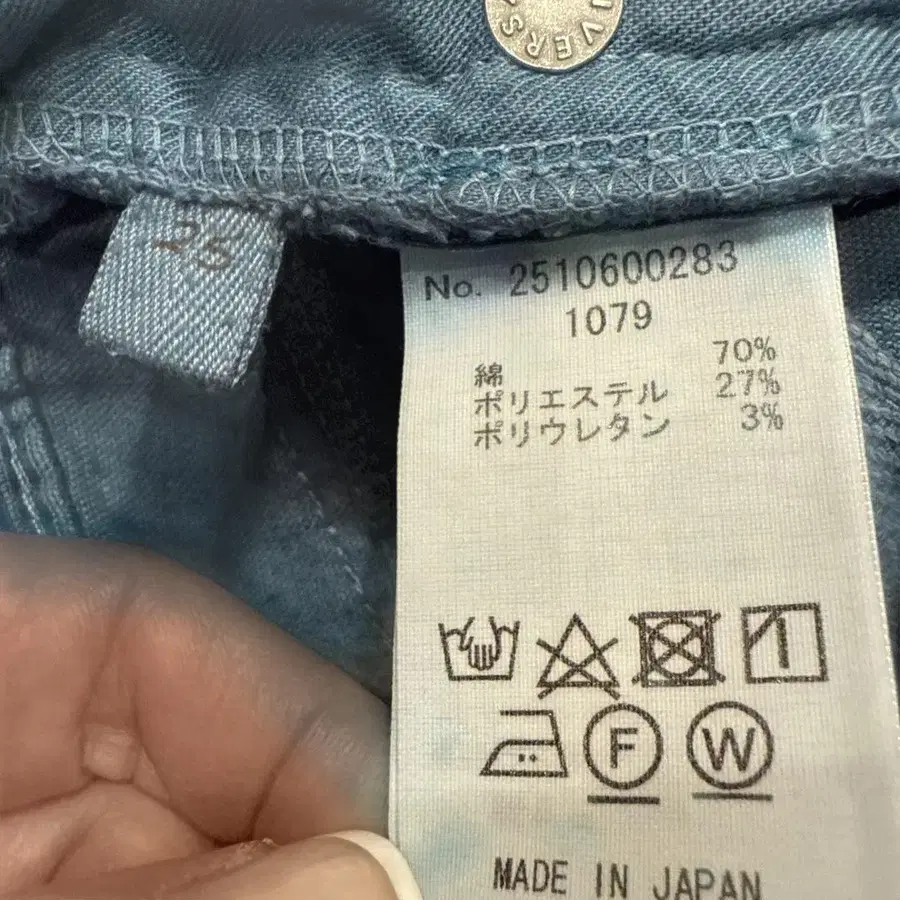 IVERS
25
No. 2510600283
1079
綿 70%
ポリエステル 27%
ポリウレタン 3%
F W
MADE IN JAPAN